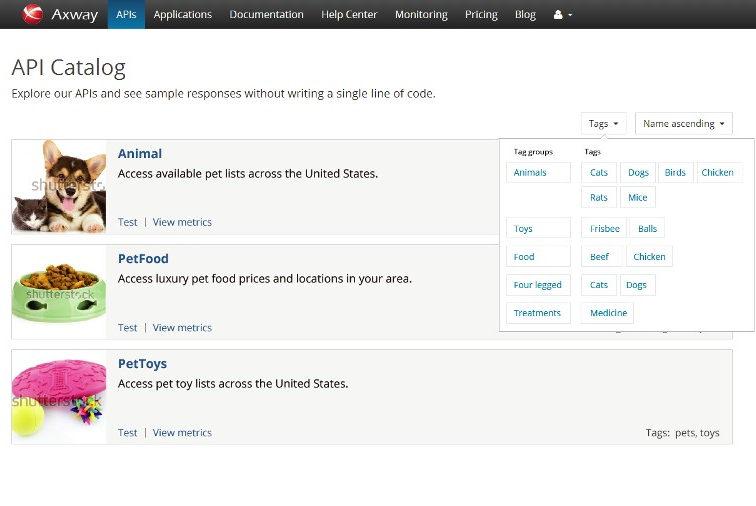 Axway APIs Applications Documentation Help Center Monitoring Pricing Blog
API Catalog
Explore our APIs and see sample responses without writing a single line of code.
Tags Name ascending
Tag groups Tags
Animals Cats Dogs Birds Chicken
Rats Mice
Toys Frisbee Balls
Food Beef Chicken
Four legged Cats Dogs
Treatments Medicine
shutterstock
Animal
Access available pet lists across the United States.
Test | View metrics
shutterstock
PetFood
Access luxury pet food prices and locations in your area.
Test | View metrics
shutterstock
PetToys
Access pet toy lists across the United States.
Test | View metrics
Tags: pets, toys